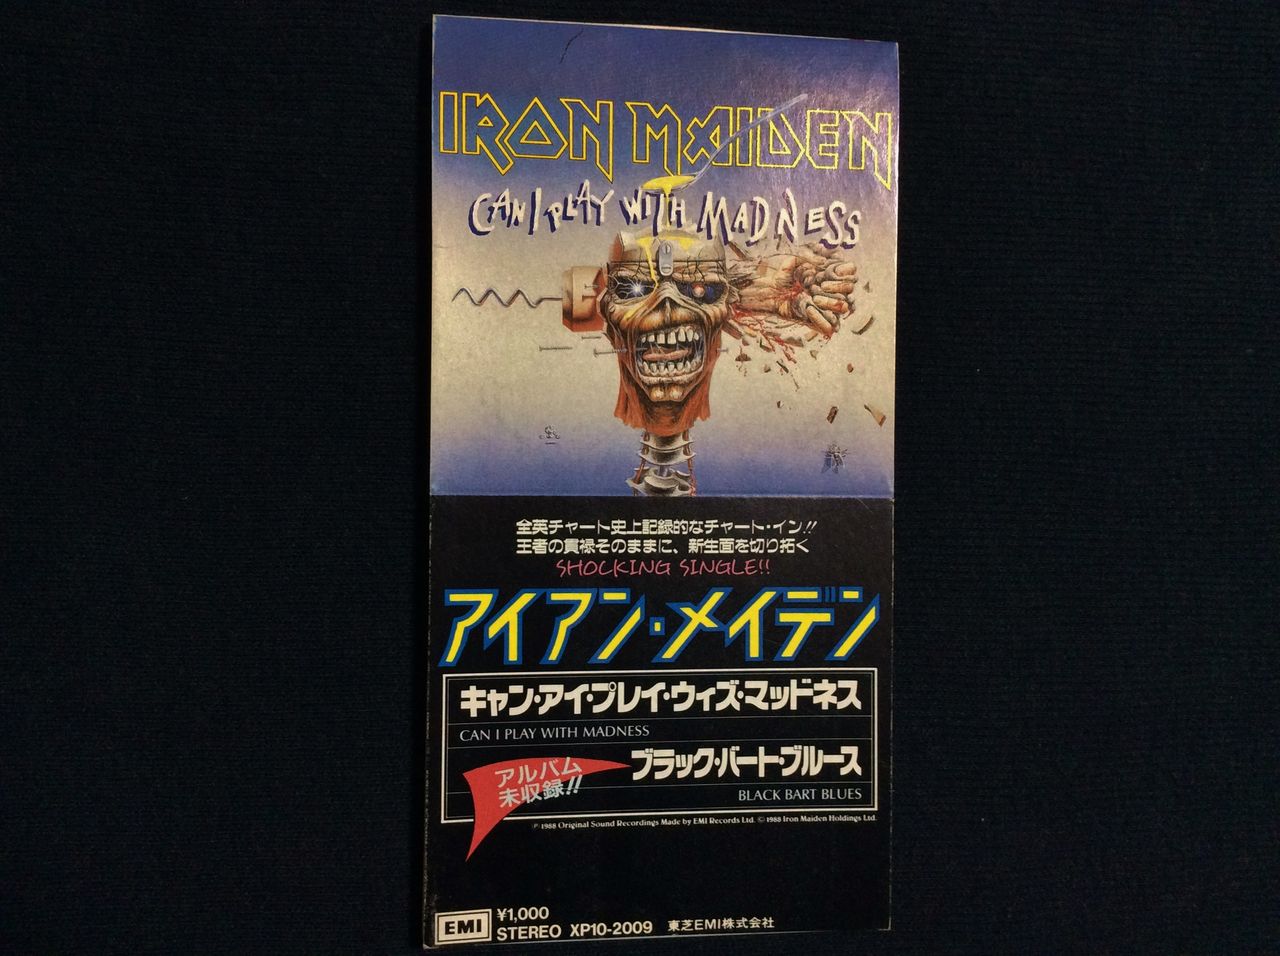 IRON MAIDEN
CAN I PLAY WITH MADNESS
全英チャート史上記録的なチャート・イン!!
王者の貫禄そのままに、新生面を切り拓く
SHOCKING SINGLE!!
アイアン・メイデン
キャン・アイ・プレイ・ウィズ・マッドネス
CAN I PLAY WITH MADNESS
アルバム
未収録!!
ブラック・バート・ブルース
BLACK BART BLUES
℗ 1988 Original Sound Recordings Made by EMI Records Ltd. © 1988 Iron Maiden Holdings Ltd.
EMI
¥1,000
STEREO XP10-2009 東芝EMI株式会社